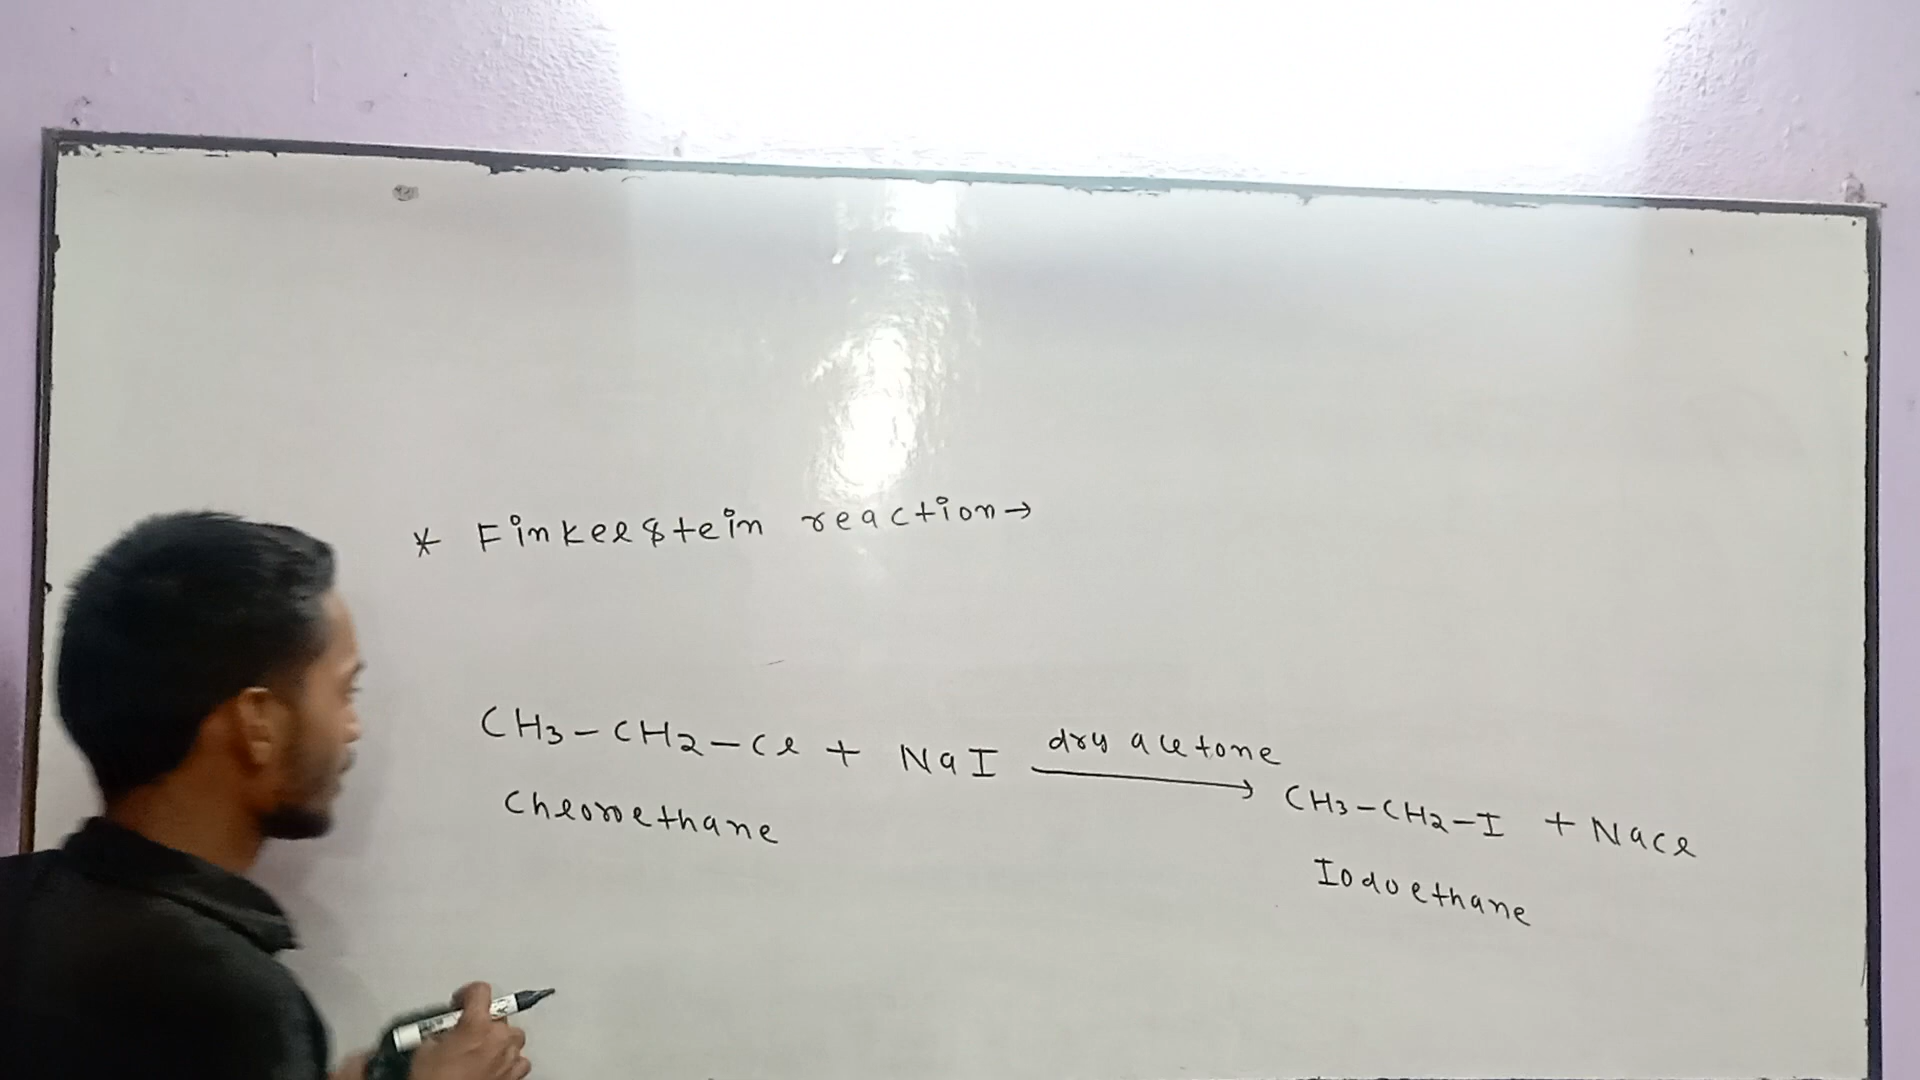 * Finkelstein reaction →
CH3-CH2-Cl + NaI dry acetone → CH3-CH2-I + NaCl
Chloroethane Iodoethane